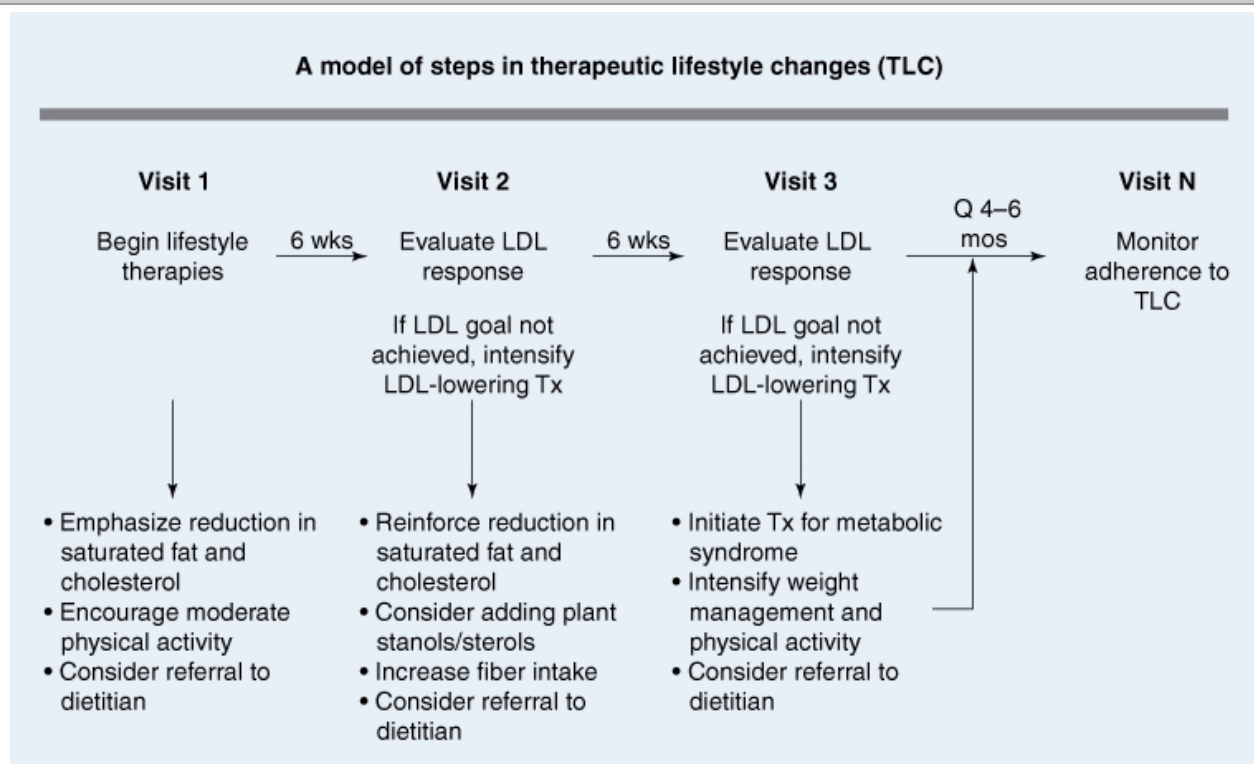 A model of steps in therapeutic lifestyle changes (TLC)
Visit 1
Begin lifestyle
therapies
6 wks
Visit 2
Evaluate LDL
response
If LDL goal not
achieved, intensify
LDL-lowering Tx
6 wks
Visit 3
Evaluate LDL
response
If LDL goal not
achieved, intensify
LDL-lowering Tx
Q 4–6
mos
Visit N
Monitor
adherence to
TLC
• Emphasize reduction in
saturated fat and
cholesterol
• Encourage moderate
physical activity
• Consider referral to
dietitian
• Reinforce reduction in
saturated fat and
cholesterol
• Consider adding plant
stanols/sterols
• Increase fiber intake
• Consider referral to
dietitian
• Initiate Tx for metabolic
syndrome
• Intensify weight
management and
physical activity
• Consider referral to
dietitian